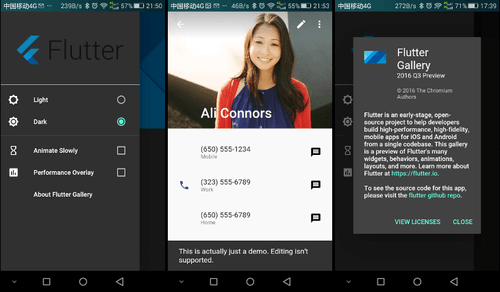 中国移动4G
239B/s
57%
21:50
Flutter
Light
Dark
Animate Slowly
Performance Overlay
About Flutter Gallery
中国移动4G
46B/s
55%
21:53
Ali Connors
(650) 555-1234
Mobile
(323) 555-6789
Work
(650) 555-6789
Home
This is actually just a demo. Editing isn't
supported.
中国移动4G
272B/s
71%
17:39
Flutter
Gallery
2016 Q3 Preview
© 2016 The Chromium
Authors
Flutter is an early-stage, open-
source project to help developers
build high-performance, high-fidelity,
mobile apps for iOS and Android
from a single codebase. This gallery
is a preview of Flutter's many
widgets, behaviors, animations,
layouts, and more. Learn more about
Flutter at https://flutter.io.
To see the source code for this app,
please visit the flutter github repo.
VIEW LICENSES
CLOSE